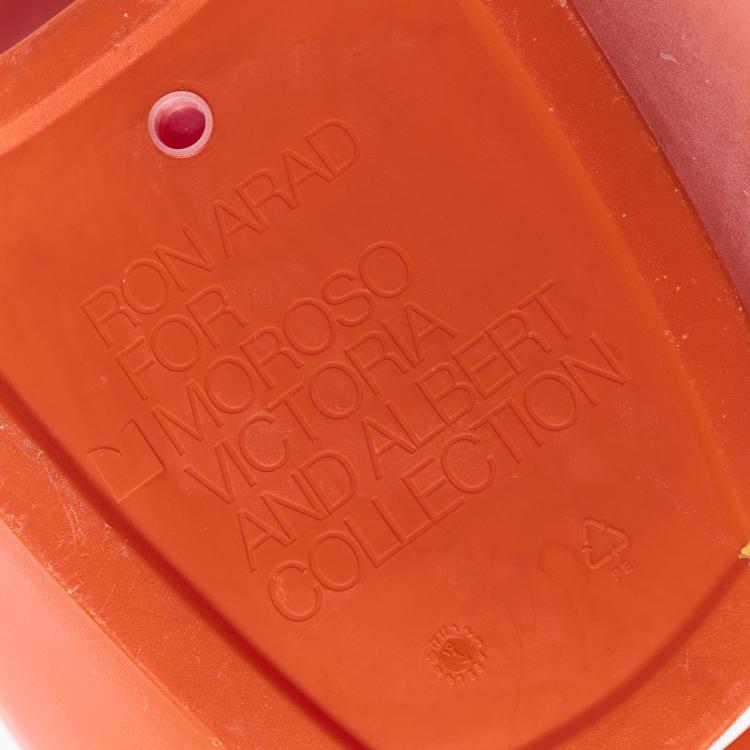 RON ARAD
FOR
MOROSO
VICTORIA
AND ALBERT
COLLECTION
PE